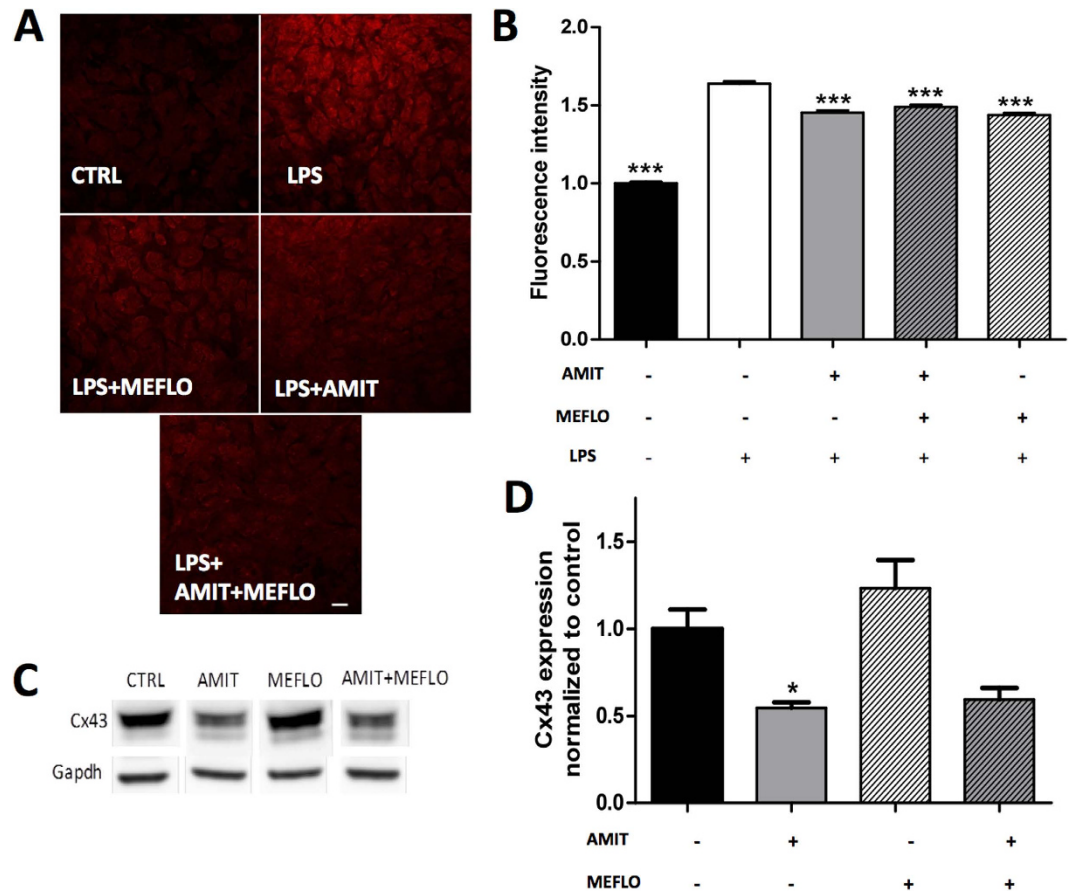 A
CTRL
LPS
LPS+MEFLO
LPS+AMIT
LPS+
AMIT+MEFLO
B
Fluorescence intensity
2.0
1.5
1.0
0.5
0.0
***
***
***
***
AMIT - - + + -
MEFLO - - - + +
LPS - + + + +
C
CTRL AMIT MEFLO AMIT+MEFLO
Cx43
Gapdh
D
Cx43 expression
normalized to control
1.5
1.0
0.5
0.0
*
AMIT - + - +
MEFLO - - + +